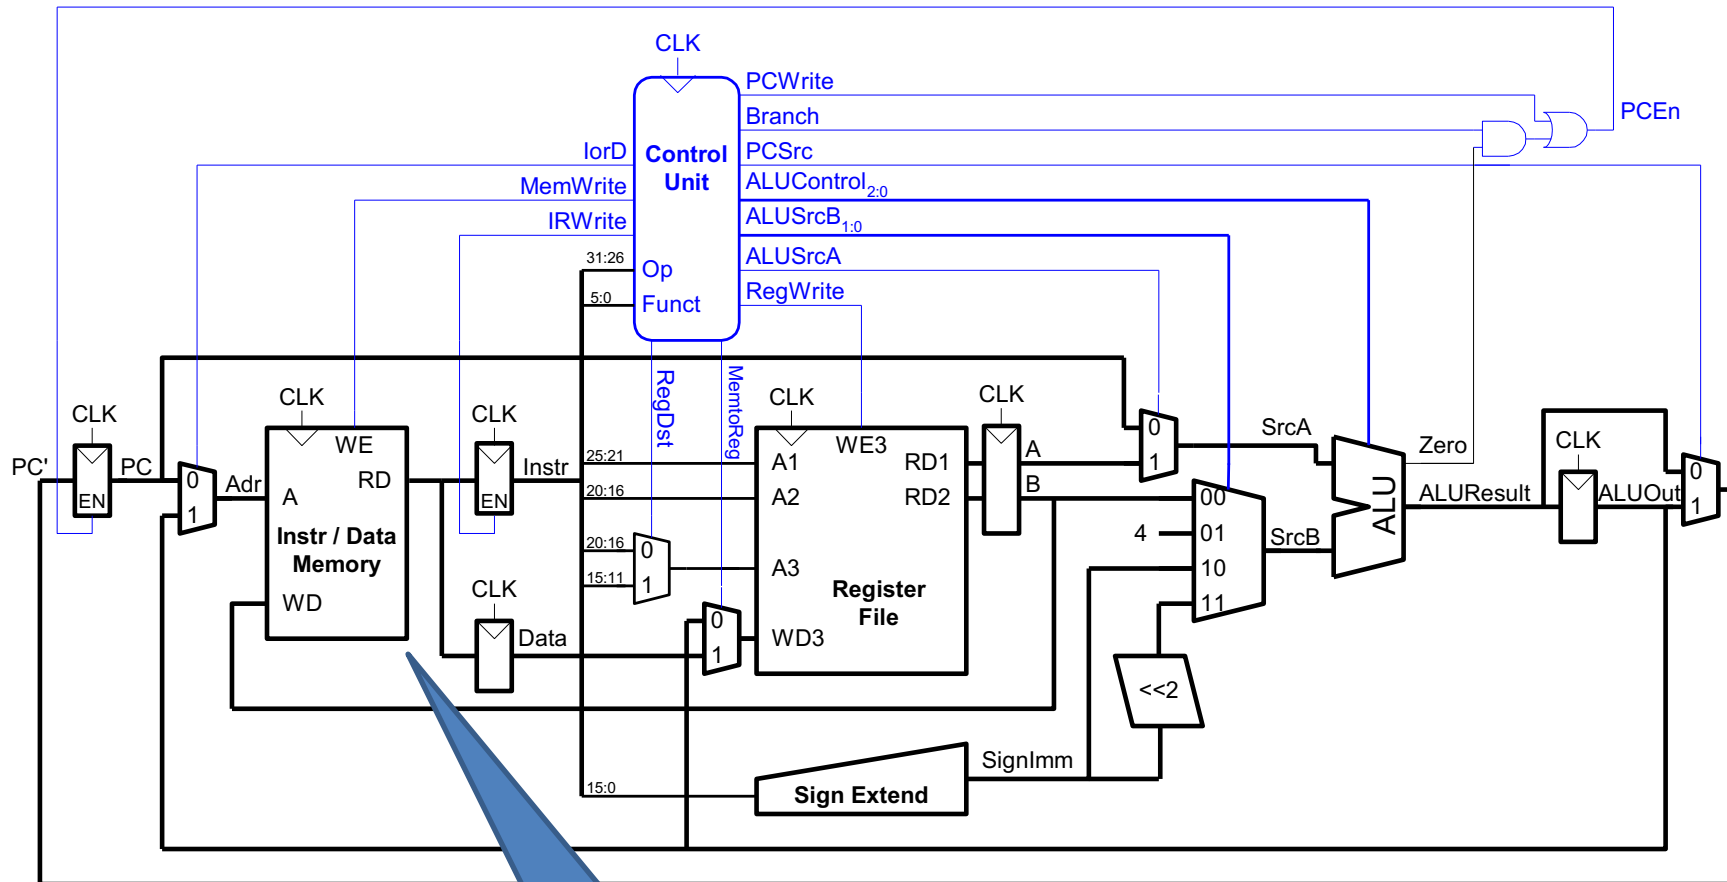 CLK
PCWrite
Branch
PCEn
IorD
Control
Unit
PCSrc
MemWrite
ALUControl2:0
IRWrite
ALUSrcB1:0
31:26
Op
ALUSrcA
5:0
Funct
RegWrite
RegDst
MemtoReg
CLK
CLK
CLK
CLK
CLK
CLK
PC'
EN
PC
0
1
Adr
WE
A
RD
Instr / Data
Memory
WD
EN
Instr
CLK
Data
25:21
20:16
20:16
15:11
0
1
0
1
A1
A2
A3
WD3
WE3
RD1
RD2
Register
File
A
B
0
1
SrcA
4
00
01
10
11
SrcB
<<2
ALU
Zero
ALUResult
ALUOut
0
1
SignImm
15:0
Sign Extend